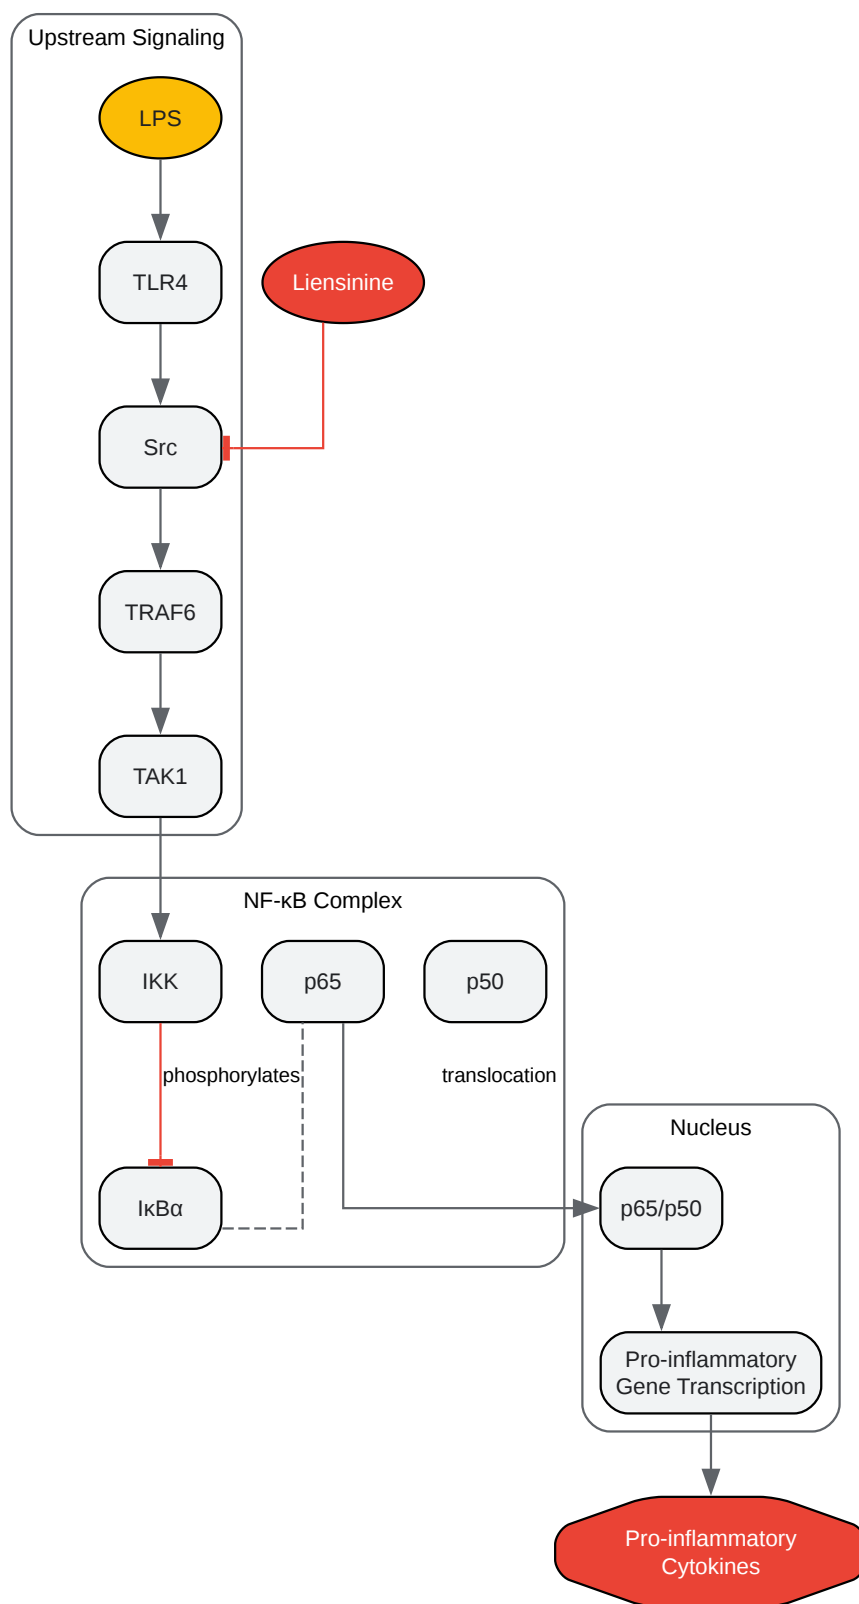 Upstream Signaling
LPS
TLR4
Liensinine
Src
TRAF6
TAK1
NF-κB Complex
IKK
p65
p50
phosphorylates
translocation
Nucleus
IκBα
p65/p50
Pro-inflammatory
Gene Transcription
Pro-inflammatory
Cytokines